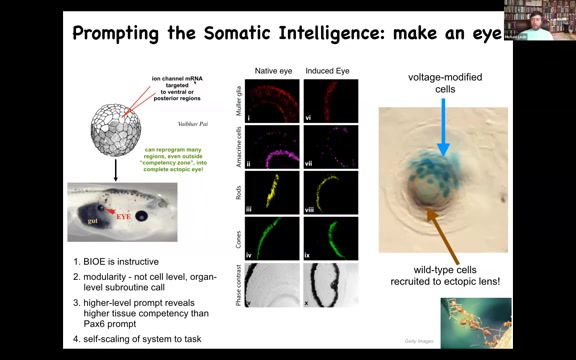 Prompting the Somatic Intelligence: make an eye
ion channel mRNA
targeted
to ventral or
posterior regions
Vaibhav Pai
can reprogram many
regions, even outside
"competency zone", into
complete ectopic eye!
gut
EYE
1. BIOE is instructive
2. modularity - not cell level, organ-
level subroutine call
3. higher-level prompt reveals
higher tissue competency than
Pax6 prompt
4. self-scaling of system to task
Native eye
Induced Eye
Muller glia
i
vi
Amacrine cells
ii
vii
Rods
iii
viii
Cones
iv
ix
Phase contrast
v
x
voltage-modified
cells
wild-type cells
recruited to ectopic lens!
Getty Images